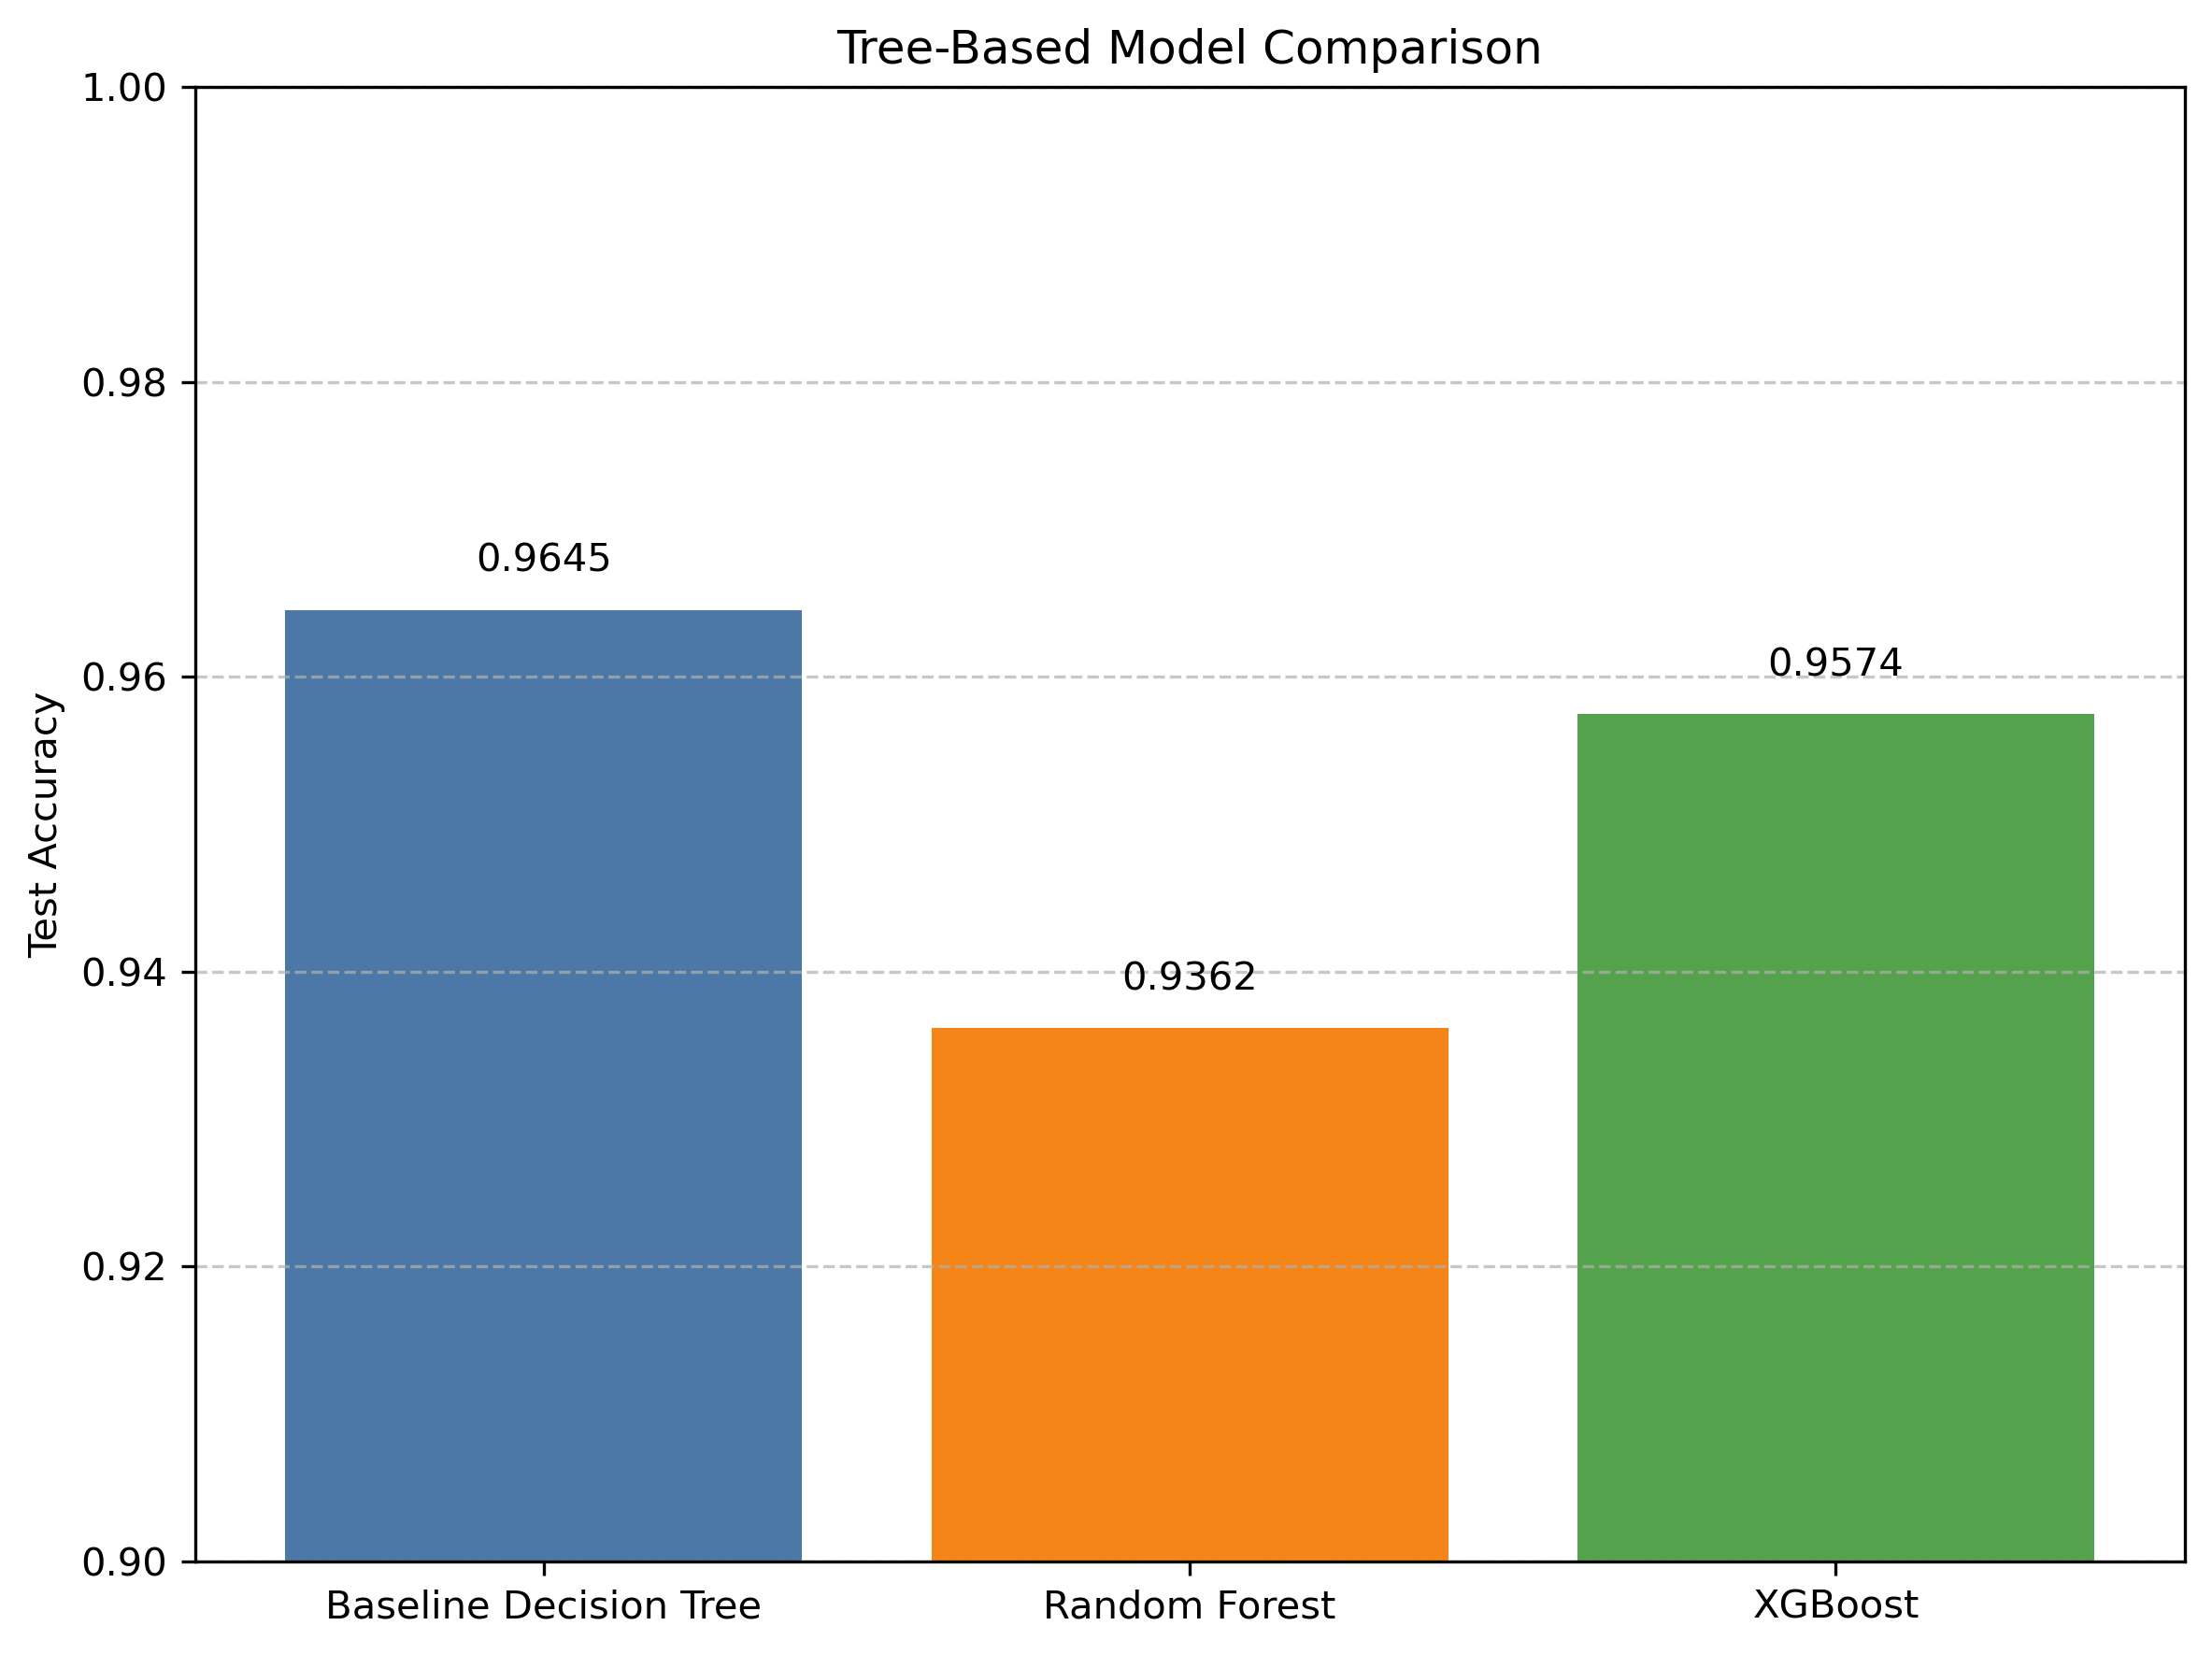 Tree-Based Model Comparison
Test Accuracy
1.00
0.98
0.96
0.94
0.92
0.90
0.9645
0.9362
0.9574
Baseline Decision Tree
Random Forest
XGBoost